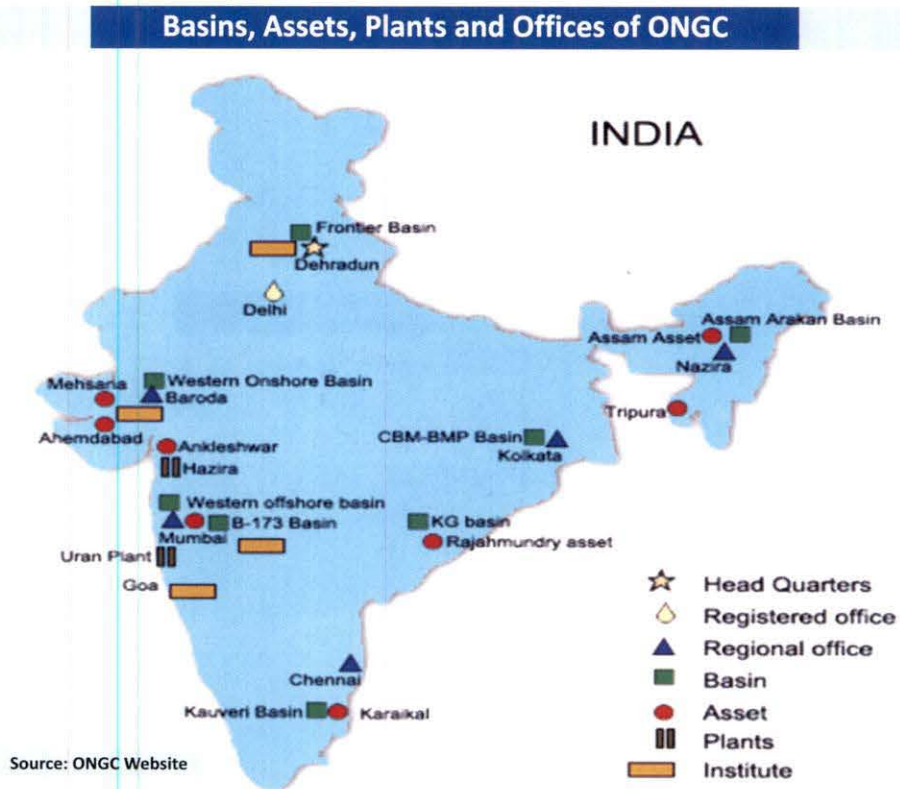 Basins, Assets, Plants and Offices of ONGC
INDIA
Frontier Basin
Dehradun
Delhi
Assam Arakan Basin
Assam Asset
Nazira
Tripura
Mehsana
Western Onshore Basin
Baroda
Ahemdabad
Ankleshwar
Hazira
CBM-BMP Basin
Kolkata
Western offshore basin
B-173 Basin
Mumbai
KG basin
Rajahmundry asset
Uran Plant
Goa
Chennai
Kauveri Basin
Karaikal
Head Quarters
Registered office
Regional office
Basin
Asset
Plants
Institute
Source: ONGC Website